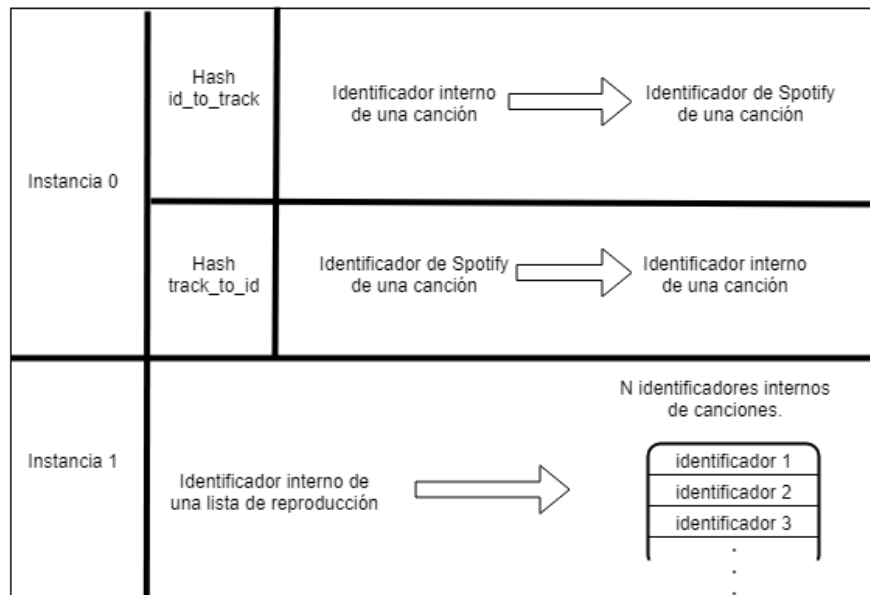 Instancia 0
Hash
id_to_track
Identificador interno
de una canción
Identificador de Spotify
de una canción
Hash
track_to_id
Identificador de Spotify
de una canción
Identificador interno
de una canción
Instancia 1
Identificador interno de
una lista de reproducción
N identificadores internos
de canciones.
identificador 1
identificador 2
identificador 3
.
.
.